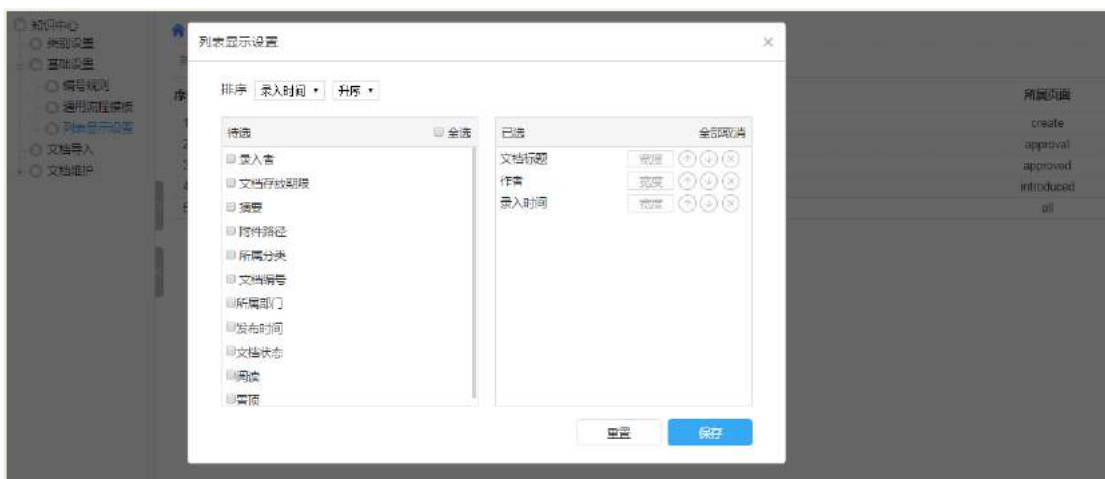 知识中心
类别设置
基础设置
编号规则
通用流程模板
列表显示设置
文档导入
文档维护
列表显示设置
排序 录入时间 升序
待选 全选
录入者
文档存放期限
摘要
附件路径
所属分类
文档编号
所属部门
发布时间
文档状态
阅读
置顶
已选 全部取消
文档标题 宽度
作者 宽度
录入时间 宽度
重置 保存
序
所属页面
create
approval
approved
introduced
all